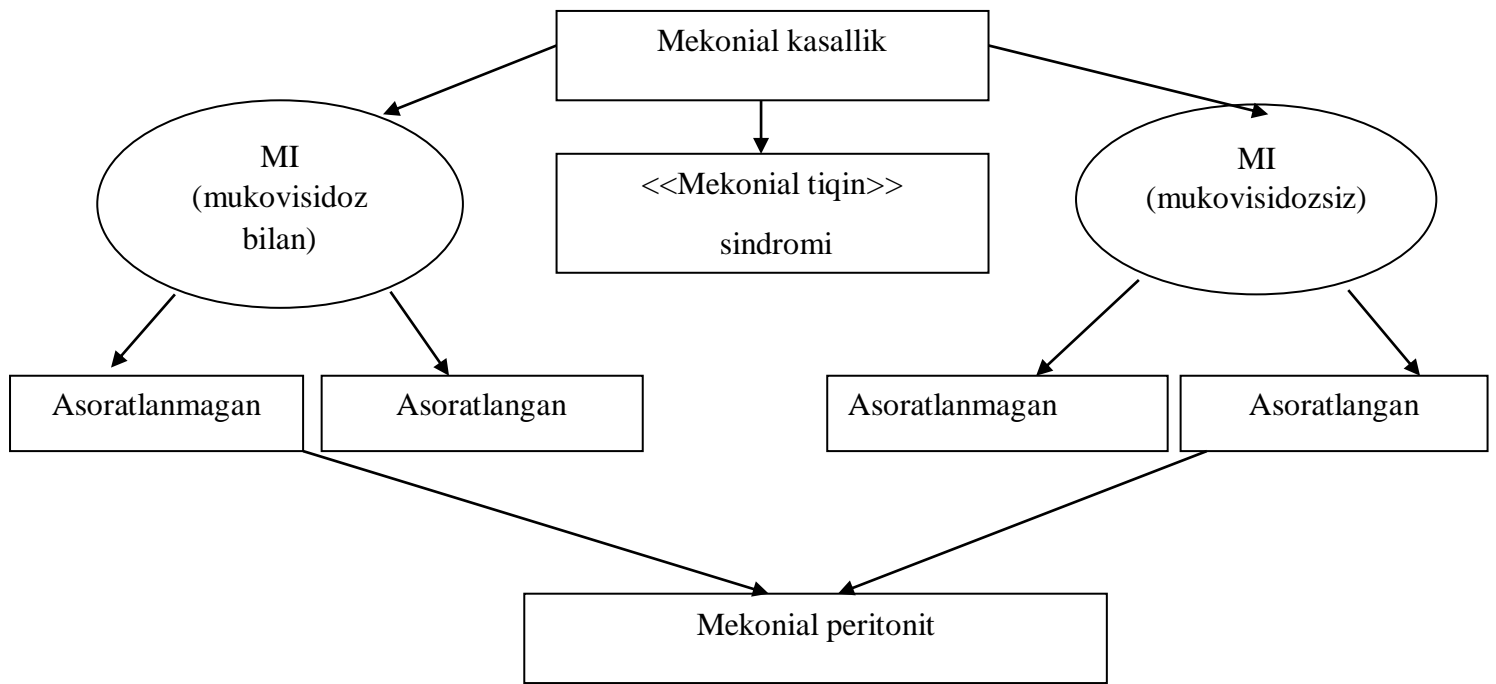 Mekonial kasallik
MI
(mukovisidoz
bilan)
<<Mekonial tiqin>>
sindromi
MI
(mukovisidozsiz)
Asoratlanmagan
Asoratlangan
Asoratlanmagan
Asoratlangan
Mekonial peritonit